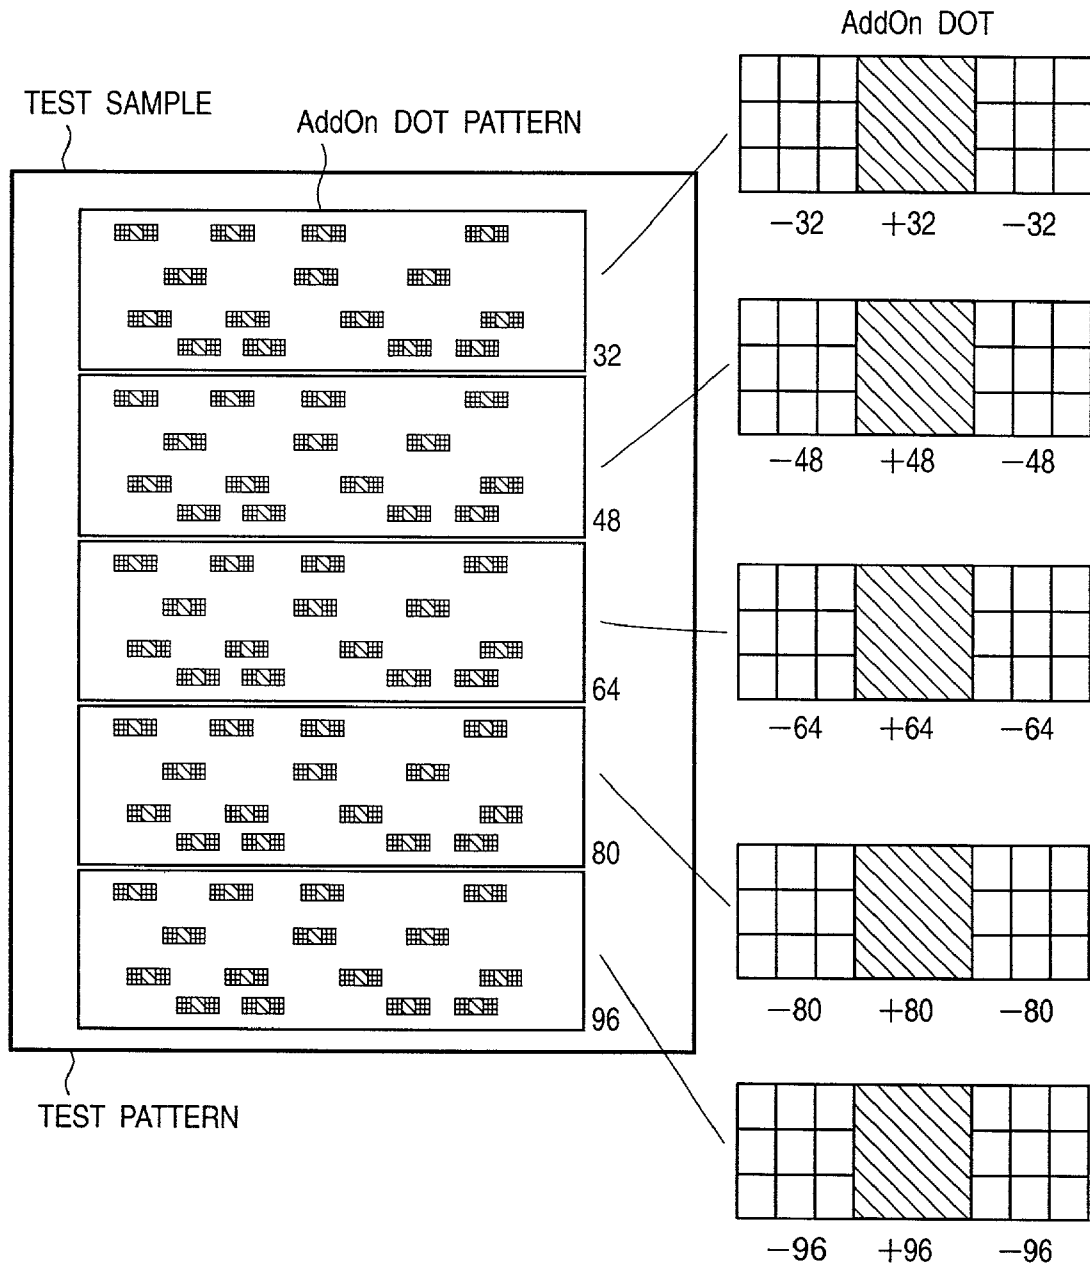 AddOn DOT
TEST SAMPLE
AddOn DOT PATTERN
−32 +32 −32
32
−48 +48 −48
48
64
−64 +64 −64
80
−80 +80 −80
96
TEST PATTERN
−96 +96 −96